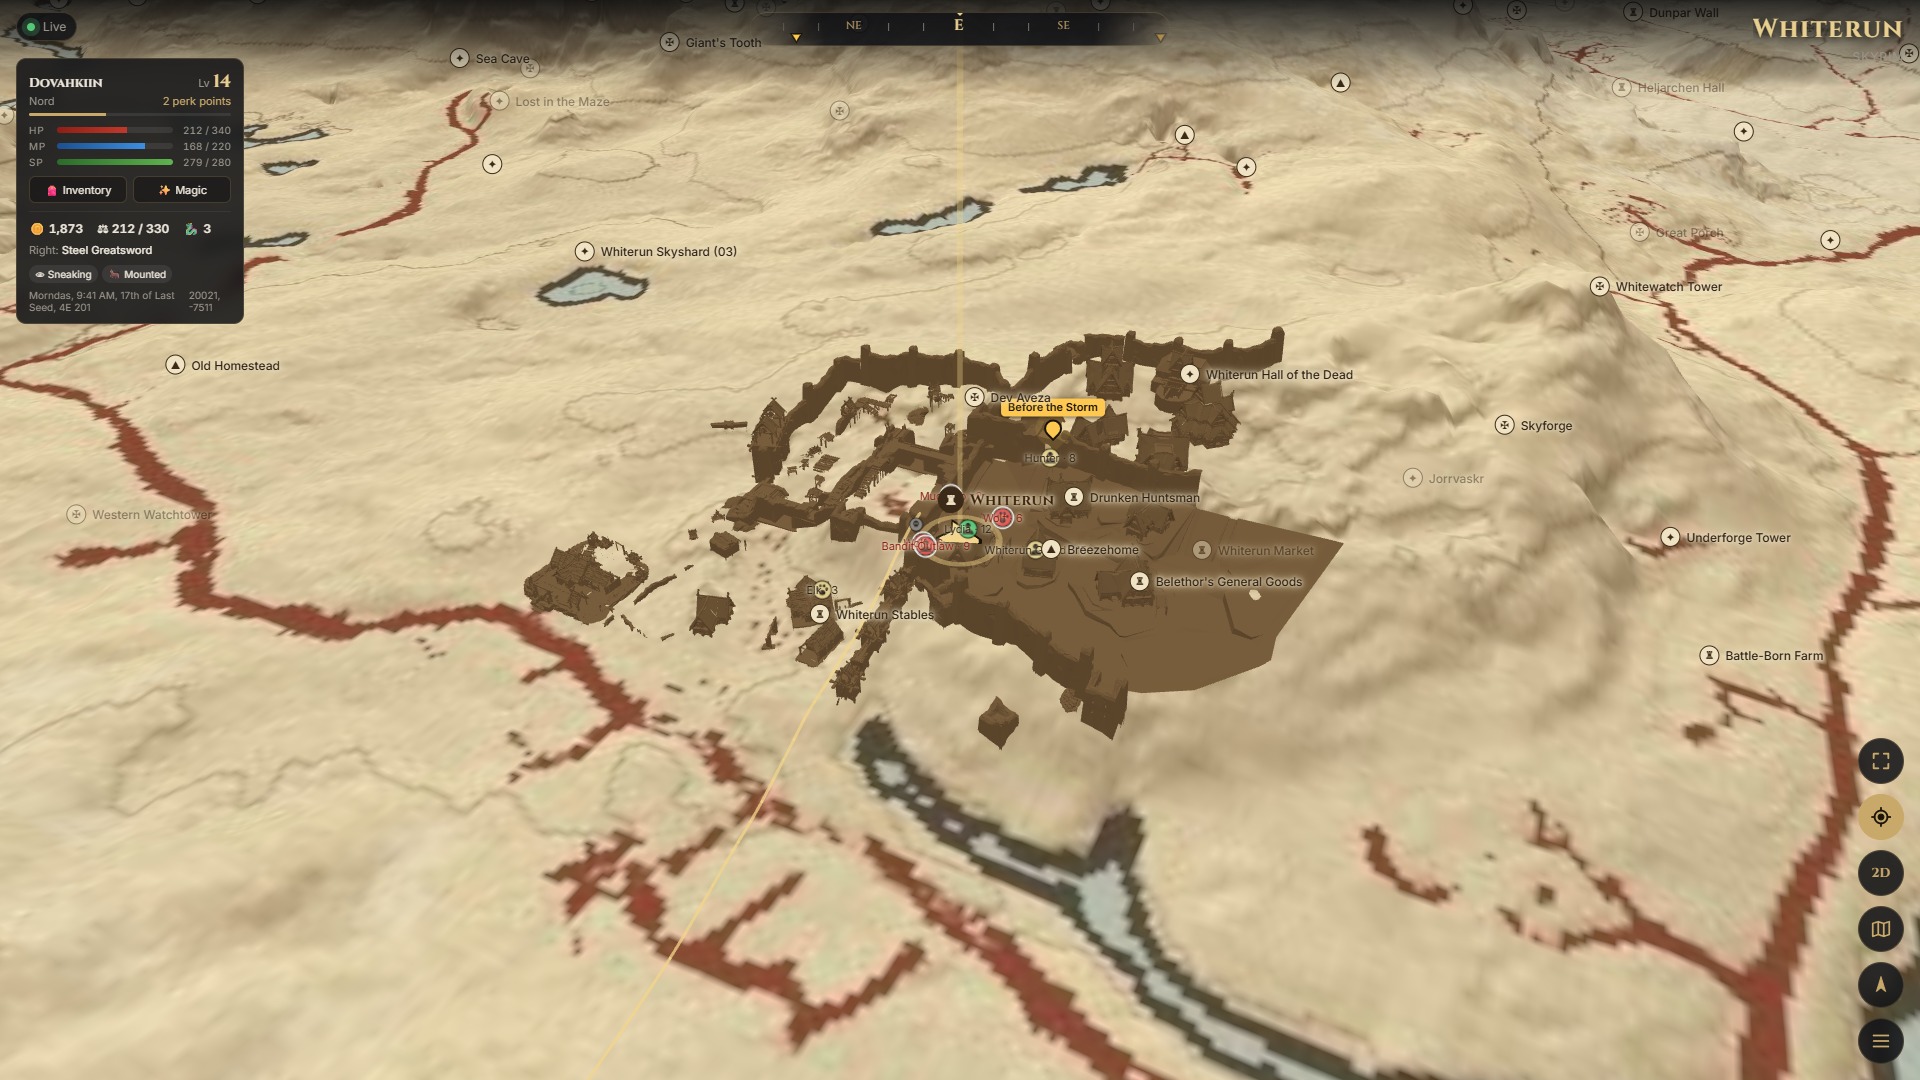 Live
NE
E
SE
WHITERUN
DOVAHKIIN
Lv 14
Nord
2 perk points
HP
212 / 340
MP
168 / 220
SP
279 / 280
Inventory
Magic
1,873
212 / 330
3
Right: Steel Greatsword
Sneaking
Mounted
Morndas, 9:41 AM, 17th of Last
Seed, 4E 201
20021,
-7511
Giant's Tooth
Dunpar Wall
Sea Cave
Lost in the Maze
Heljarchen Hall
Great Porch
Whiterun Skyshard (03)
Whitewatch Tower
Old Homestead
Whiterun Hall of the Dead
Dev Aveza
Before the Storm
Skyforge
Jorrvaskr
WHITERUN
Drunken Huntsman
Western Watchtower
Underforge Tower
Whiterun
Breezehome
Whiterun Market
Belethor's General Goods
Whiterun Stables
Battle-Born Farm
2D